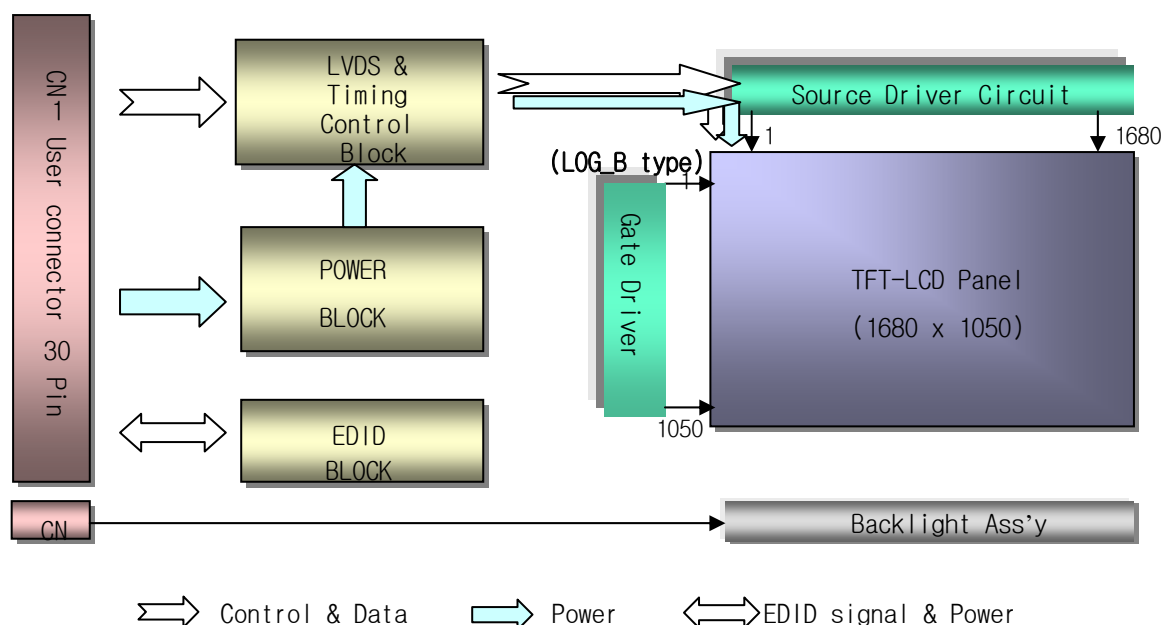 CN-1 User connector 30 Pin
LVDS &
Timing
Control
Block
Source Driver Circuit
1
1680
(LOG_B type)
1
Gate Driver
1050
POWER
BLOCK
TFT-LCD Panel
(1680 x 1050)
EDID
BLOCK
CN
Backlight Ass’y
Control & Data
Power
EDID signal & Power